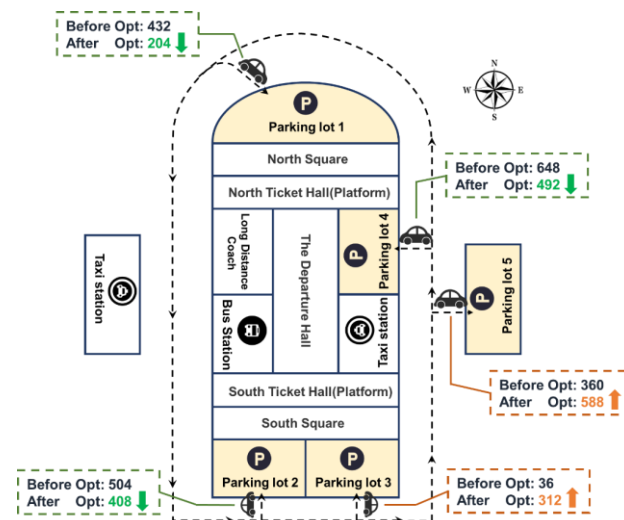 Before Opt: 432
After Opt: 204
N
W E
S
P
Parking lot 1
North Square
North Ticket Hall(Platform)
Before Opt: 648
After Opt: 492
Long Distance
Coach
The Departure Hall
P
Parking lot 4
Taxi station
Bus Station
Taxi station
P
Parking lot 5
South Ticket Hall(Platform)
South Square
Before Opt: 360
After Opt: 588
P
Parking lot 2
P
Parking lot 3
Before Opt: 504
After Opt: 408
Before Opt: 36
After Opt: 312